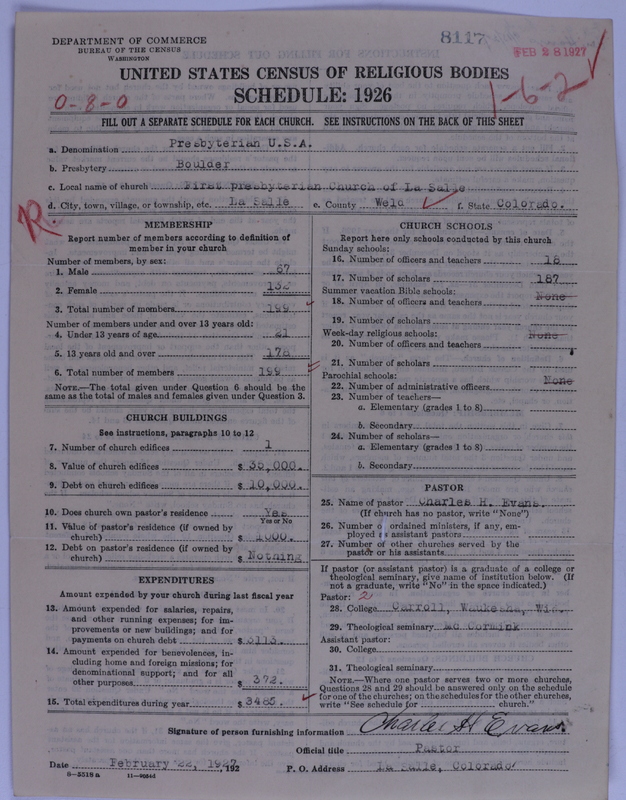 DEPARTMENT OF COMMERCE
BUREAU OF THE CENSUS
WASHINGTON
8117
FEB 28 1927
UNITED STATES CENSUS OF RELIGIOUS BODIES
SCHEDULE: 1926
0-8-0
1-6-2
FILL OUT A SEPARATE SCHEDULE FOR EACH CHURCH. SEE INSTRUCTIONS ON THE BACK OF THIS SHEET
a. Denomination Presbyterian U.S.A.
b. Presbytery Boulder
c. Local name of church First presbyterian Church of La Salle
d. City, town, village, or township, etc. La Salle e. County Weld f. State Colorado.
R
MEMBERSHIP
Report number of members according to definition of member in your church
Number of members, by sex:
1. Male 67
2. Female 132
3. Total number of members 199
Number of members under and over 13 years old:
4. Under 13 years of age 21
5. 13 years old and over 178
6. Total number of members 199
NOTE.—The total given under Question 6 should be the
same as the total of males and females given under Question 3.
CHURCH BUILDINGS
See instructions, paragraphs 10 to 12
7. Number of church edifices 1
8. Value of church edifices $ 35,000.
9. Debt on church edifices $ 10,000.
10. Does church own pastor's residence Yes
Yes or No
11. Value of pastor's residence (if owned by
church) $ 1000.
12. Debt on pastor's residence (if owned by
church) $ Nothing
EXPENDITURES
Amount expended by your church during last fiscal year
13. Amount expended for salaries, repairs,
and other running expenses; for im-
provements or new buildings; and for
payments on church debt $ 3113.
14. Amount expended for benevolences, in-
cluding home and foreign missions; for
denominational support; and for all
other purposes $ 372.
15. Total expenditures during year $ 3485.
CHURCH SCHOOLS
Report here only schools conducted by this church
Sunday schools:
16. Number of officers and teachers 18
17. Number of scholars 187
Summer vacation Bible schools:
18. Number of officers and teachers None
19. Number of scholars
Week-day religious schools: None
20. Number of officers and teachers
21. Number of scholars
Parochial schools: None
22. Number of administrative officers
23. Number of teachers—
a. Elementary (grades 1 to 8)
b. Secondary
24. Number of scholars—
a. Elementary (grades 1 to 8)
b. Secondary
PASTOR
25. Name of pastor Charles H. Evans.
(If church has no pastor, write "None")
26. Number of ordained ministers, if any, em-
ployed as assistant pastors
27. Number of other churches served by the
pastor or his assistants
If pastor (or assistant pastor) is a graduate of a college or
theological seminary, give name of institution below. (If
not a graduate, write "No" in the space indicated.)
Pastor: 2
28. College Carroll, Waukesha, Wis.
29. Theological seminary Mc Cormink
Assistant pastor:
30. College
31. Theological seminary
NOTE.—Where one pastor serves two or more churches,
Questions 28 and 29 should be answered only on the schedule
for one of the churches; on the schedules for the other churches,
write "See schedule for church."
Signature of person furnishing information Charles H Evans.
Official title Pastor
Date February 22, 1927, 192 P. O. Address La Salle, Colorado
8—5518 a 11—9564d